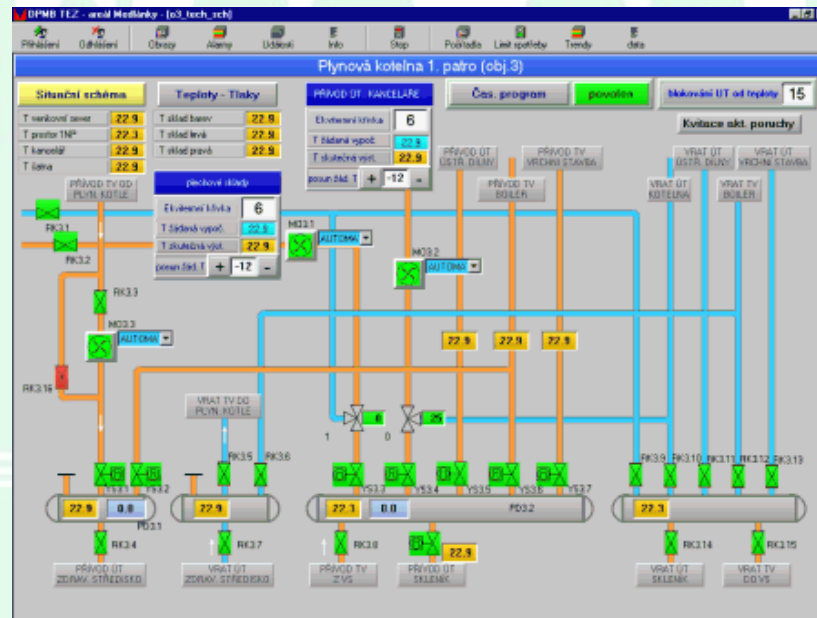 DPMB TEZ - areál Medlánky - [o3_tech_sch]
Přihlášení Odhlášení Obrazy Alarmy Události Info Stop Počítadla Limit spotřeby Trendy data
Plynová kotelna 1. patro (obj.3)
Situační schéma
Teploty - Tlaky
PŘÍVOD ÚT. KANCELÁŘE
Čas. program
povolen
blokování UT od teploty 15
Kvitace akt. poruchy
T venkovní sever 22.9
T prostor 1NP 22.3
T kancelář 22.9
T šatna 22.9
T sklad barev 22.9
T sklad levá 22.9
T sklad pravá 22.9
Ekvitermní křivka 6
T žádaná vypoč. 22.9
T skutečná výst. 22.9
posun žád. T + -12 -
plechové sklady
Ekvitermní křivka 6
T žádaná vypoč. 22.9
T skutečná výst. 22.9
posun žád. T + -12 -
PŘÍVOD TV OD
PLYN. KOTLE
PŘÍVOD ÚT
ÚSTŘ. DÍLNY
PŘÍVOD TV
BOILER
PŘÍVOD ÚT
VRCHNÍ STAVBA
VRAT ÚT
KOTELNA
VRAT ÚT
ÚSTŘ. DÍLNY
VRAT TV
BOILER
VRAT ÚT
VRCHNÍ STAVBA
RK3.1
RK3.2
RK3.3
MO3.1
AUTOMA
MO3.2
AUTOMA
MO3.3
AUTOMA
RK3.16
22.9 22.9 22.9
VRAT TV DO
PLYN. KOTLE
1 0
0 25
RK3.5 RK3.6
RK3.9 RK3.10 RK3.11 RK3.12 RK3.13
YS3.1 YS3.2 YS3.3 YS3.4 YS3.5 YS3.6 YS3.7
22.9 0.0
PD3.1
22.9
22.3 0.0
PD3.2
22.3
RK3.4
RK3.7
RK3.8
22.9
RK3.14
RK3.15
PŘÍVOD ÚT
ZDRAV. STŘEDISKO
VRAT ÚT
ZDRAV. STŘEDISKO
PŘÍVOD TV
Z VS
PŘÍVOD ÚT
SKLENÍK
VRAT ÚT
SKLENÍK
VRAT TV
DO VS